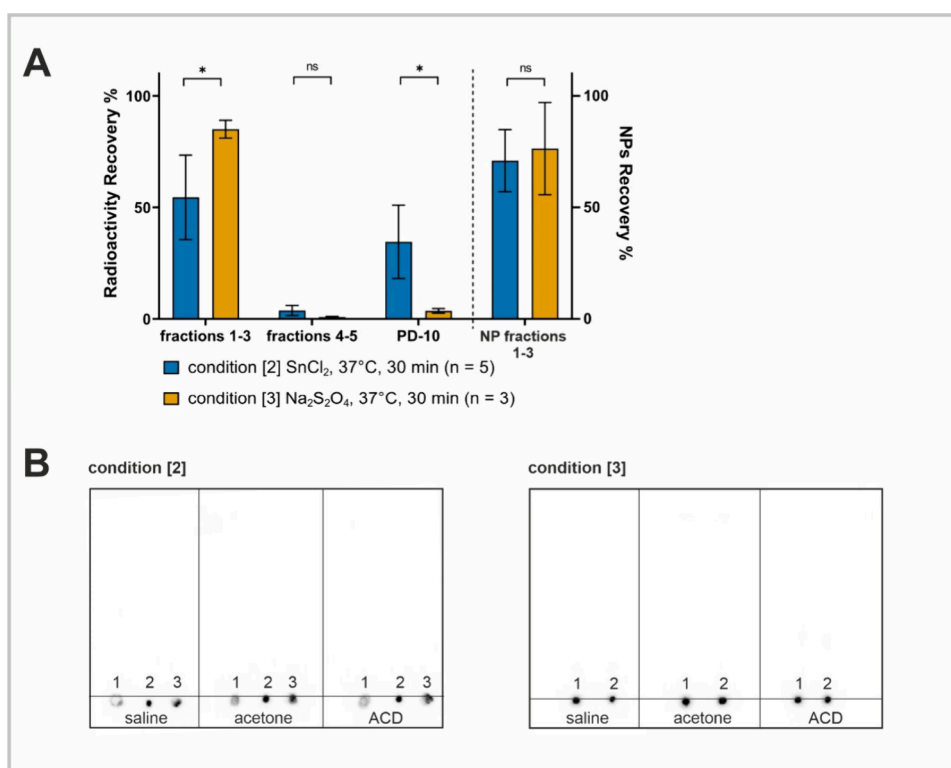 A
* ns * ns
Radioactivity Recovery %
100
50
0
100
50
0
NPs Recovery %
fractions 1-3 fractions 4-5 PD-10 NP fractions
1-3
condition [2] SnCl₂, 37°C, 30 min (n = 5)
condition [3] Na₂S₂O₄, 37°C, 30 min (n = 3)
B
condition [2]
1 2 3 1 2 3 1 2 3
saline acetone ACD
condition [3]
1 2 1 2 1 2
saline acetone ACD